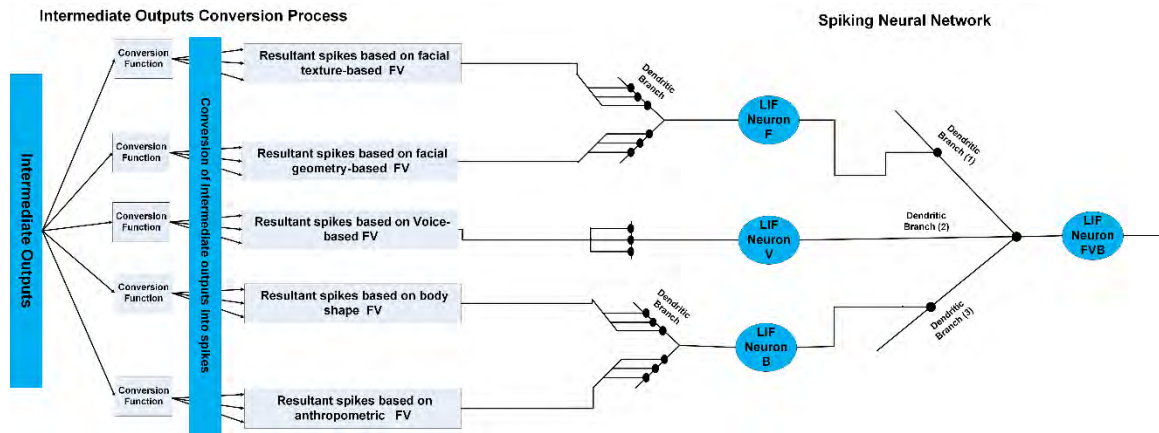 Intermediate Outputs Conversion Process
Spiking Neural Network
Intermediate Outputs
Conversion
Function
Conversion
Function
Conversion
Function
Conversion
Function
Conversion
Function
Conversion of Intermediate outputs into spikes
Resultant spikes based on facial
texture-based FV
Resultant spikes based on facial
geometry-based FV
Resultant spikes based on Voice-
based FV
Resultant spikes based on body
shape FV
Resultant spikes based on
anthropometric FV
Dendritic
Branch
Dendritic
Branch
LIF
Neuron
F
LIF
Neuron
V
LIF
Neuron
B
Dendritic
Branch (1)
Dendritic
Branch (2)
Dendritic
Branch (3)
LIF
Neuron
FVB